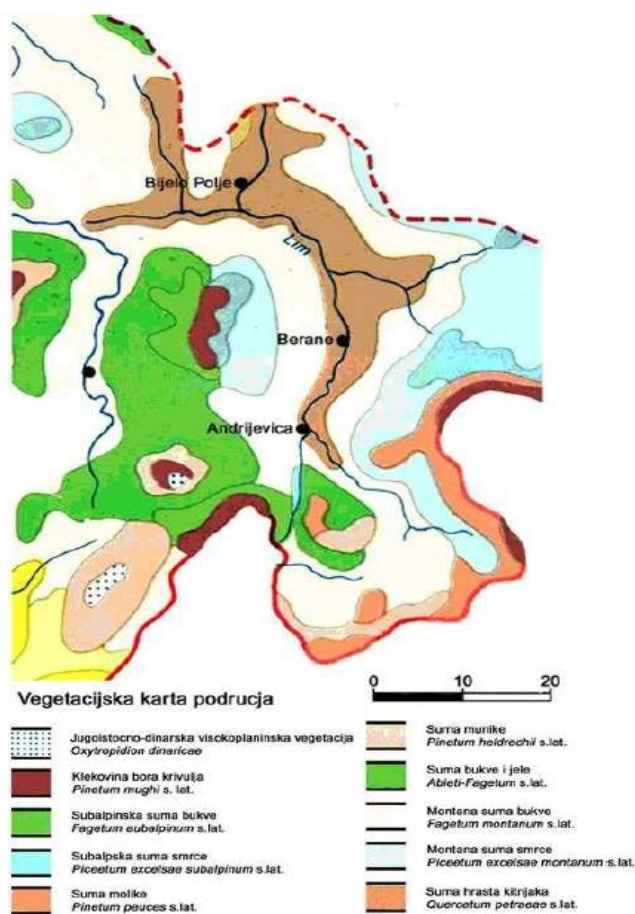 Bijelo Polje
Lim
Berane
Andrijevica
Vegetacijska karta podrucja
0 10 20
Jugoistocno-dinarska visokoplaninska vegetacija
Oxytropidion dinaricae
Klekovina bora krivulja
Pinetum mughi s. lat.
Subalpinska suma bukve
Fagetum subalpinum s.lat.
Subalpska suma smrce
Piceetum excelsae subalpinum s.lat.
Suma molike
Pinetum peuces s.lat.
Suma munike
Pinetum heldreichii s.lat.
Suma bukve i jele
Abieti-Fagetum s.lat.
Montana suma bukve
Fagetum montanum s.lat.
Montana suma smrce
Piceetum excelsae montanum s.lat.
Suma hrasta kitnjaka
Quercetum petraeae s.lat.